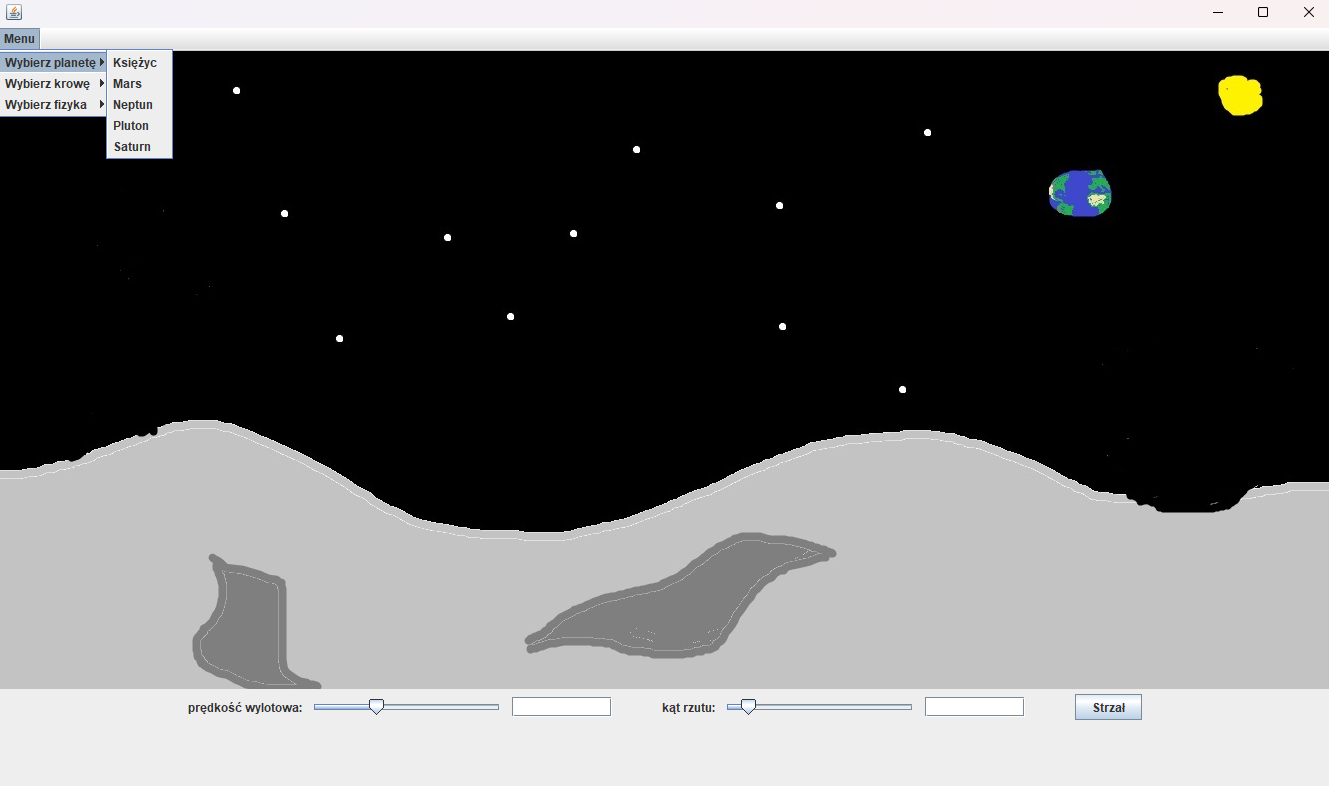 Menu
Wybierz planetę
Księżyc
Wybierz krowę
Mars
Wybierz fizyka
Neptun
Pluton
Saturn
prędkość wylotowa:
kąt rzutu:
Strzał